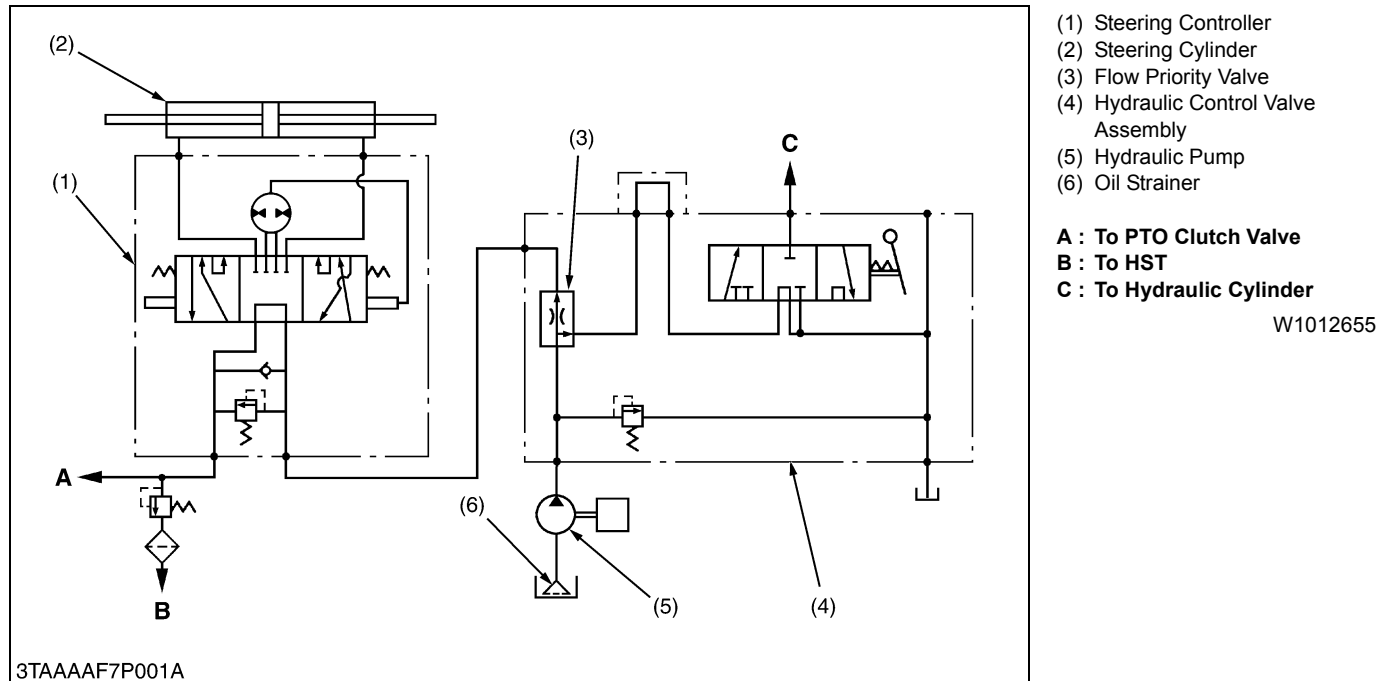 (2)
(1)
(3)
C
A
B
(6)
(5)
(4)
3TAAAAF7P001A
(1) Steering Controller
(2) Steering Cylinder
(3) Flow Priority Valve
(4) Hydraulic Control Valve
Assembly
(5) Hydraulic Pump
(6) Oil Strainer
A : To PTO Clutch Valve
B : To HST
C : To Hydraulic Cylinder
W1012655